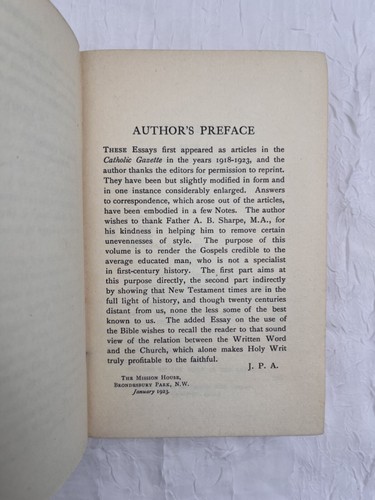 AUTHOR'S PREFACE
THESE Essays first appeared as articles in the
Catholic Gazette in the years 1918-1923, and the
author thanks the editors for permission to reprint.
They have been but slightly modified in form and
in one instance considerably enlarged. Answers
to correspondence, which arose out of the articles,
have been embodied in a few Notes. The author
wishes to thank Father A. B. Sharpe, M.A., for
his kindness in helping him to remove certain
unevennesses of style. The purpose of this
volume is to render the Gospels credible to the
average educated man, who is not a specialist
in first-century history. The first part aims at
this purpose directly, the second part indirectly
by showing that New Testament times are in the
full light of history, and though twenty centuries
distant from us, none the less some of the best
known to us. The added Essay on the use of
the Bible wishes to recall the reader to that sound
view of the relation between the Written Word
and the Church, which alone makes Holy Writ
truly profitable to the faithful.
J. P. A.
THE MISSION HOUSE,
BRONDESBURY PARK, N.W.
January 1923.